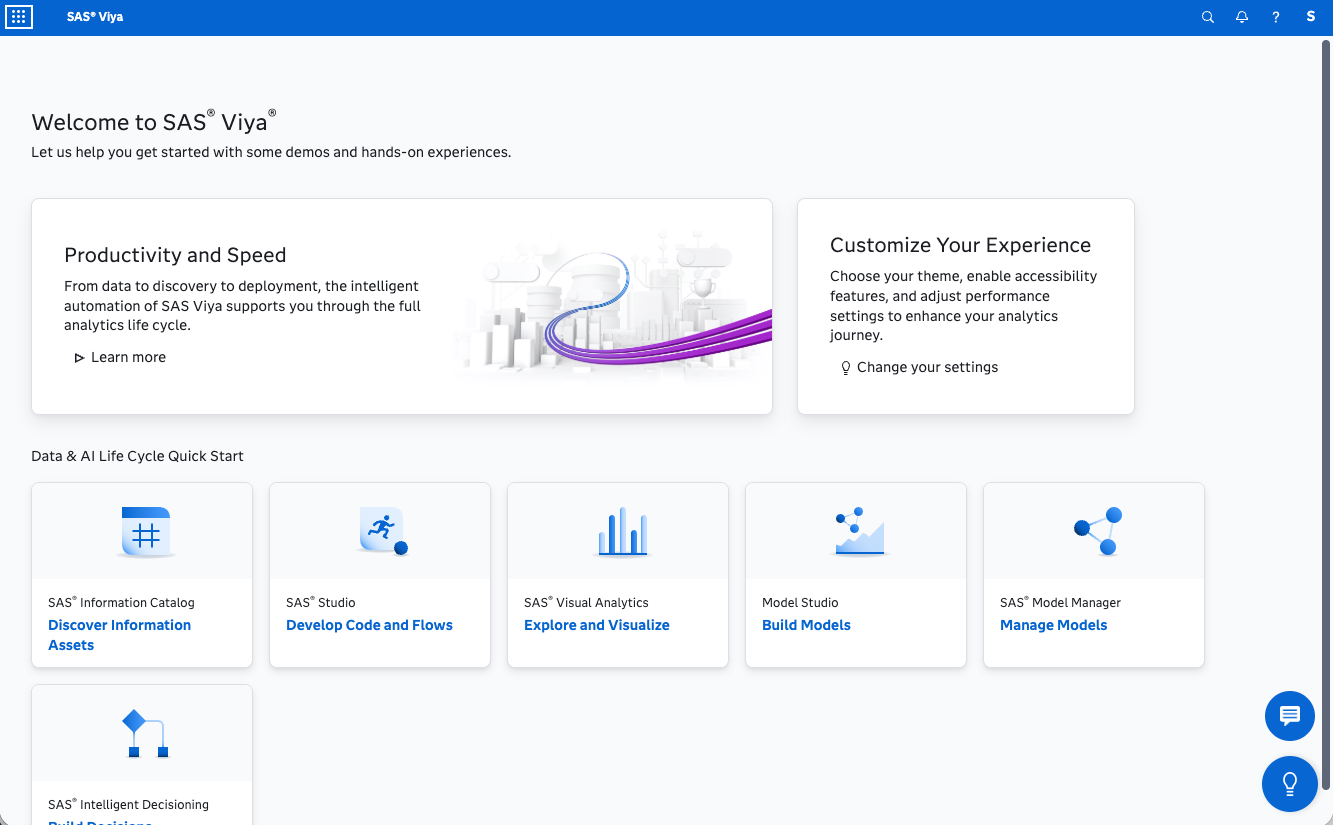 SAS® Viya
?
S
Welcome to SAS® Viya®
Let us help you get started with some demos and hands-on experiences.
Productivity and Speed
From data to discovery to deployment, the intelligent
automation of SAS Viya supports you through the full
analytics life cycle.
Learn more
Customize Your Experience
Choose your theme, enable accessibility
features, and adjust performance
settings to enhance your analytics
journey.
Change your settings
Data & AI Life Cycle Quick Start
SAS® Information Catalog
Discover Information
Assets
SAS® Studio
Develop Code and Flows
SAS® Visual Analytics
Explore and Visualize
Model Studio
Build Models
SAS® Model Manager
Manage Models
SAS® Intelligent Decisioning
Build Decisions